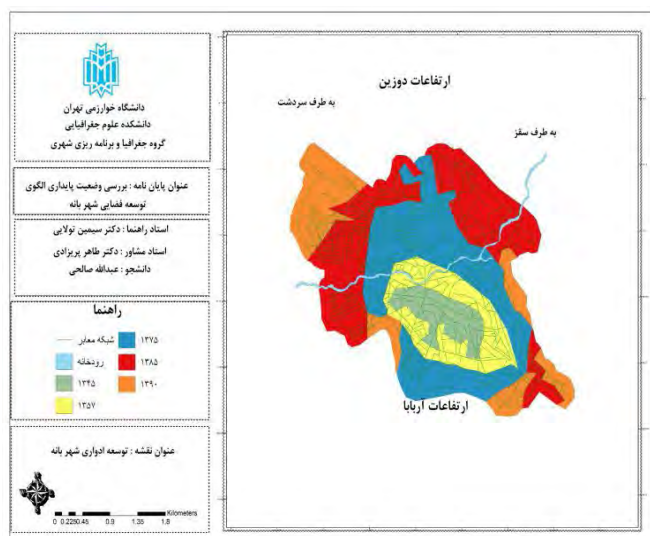 دانشگاه خوارزمی تهران
دانشکده علوم جغرافیایی
گروه جغرافیا و برنامه ریزی شهری
عنوان پایان نامه : بررسی وضعیت پایداری الگوی
توسعه فضایی شهر بانه
استاد راهنما : دکتر سیمین تولایی
استاد مشاور : دکتر طاهر پریزادی
دانشجو : عبدالله صالحی
راهنما
شبکه معابر
رودخانه
۱۳۴۵
۱۳۵۷
۱۳۷۵
۱۳۸۵
۱۳۹۰
عنوان نقشه : توسعه ادواری شهر بانه
Kilometers
0 0.225 0.45 0.9 1.35 1.8
ارتفاعات دوزین
به طرف سردشت
به طرف سقز
ارتفاعات آربابا